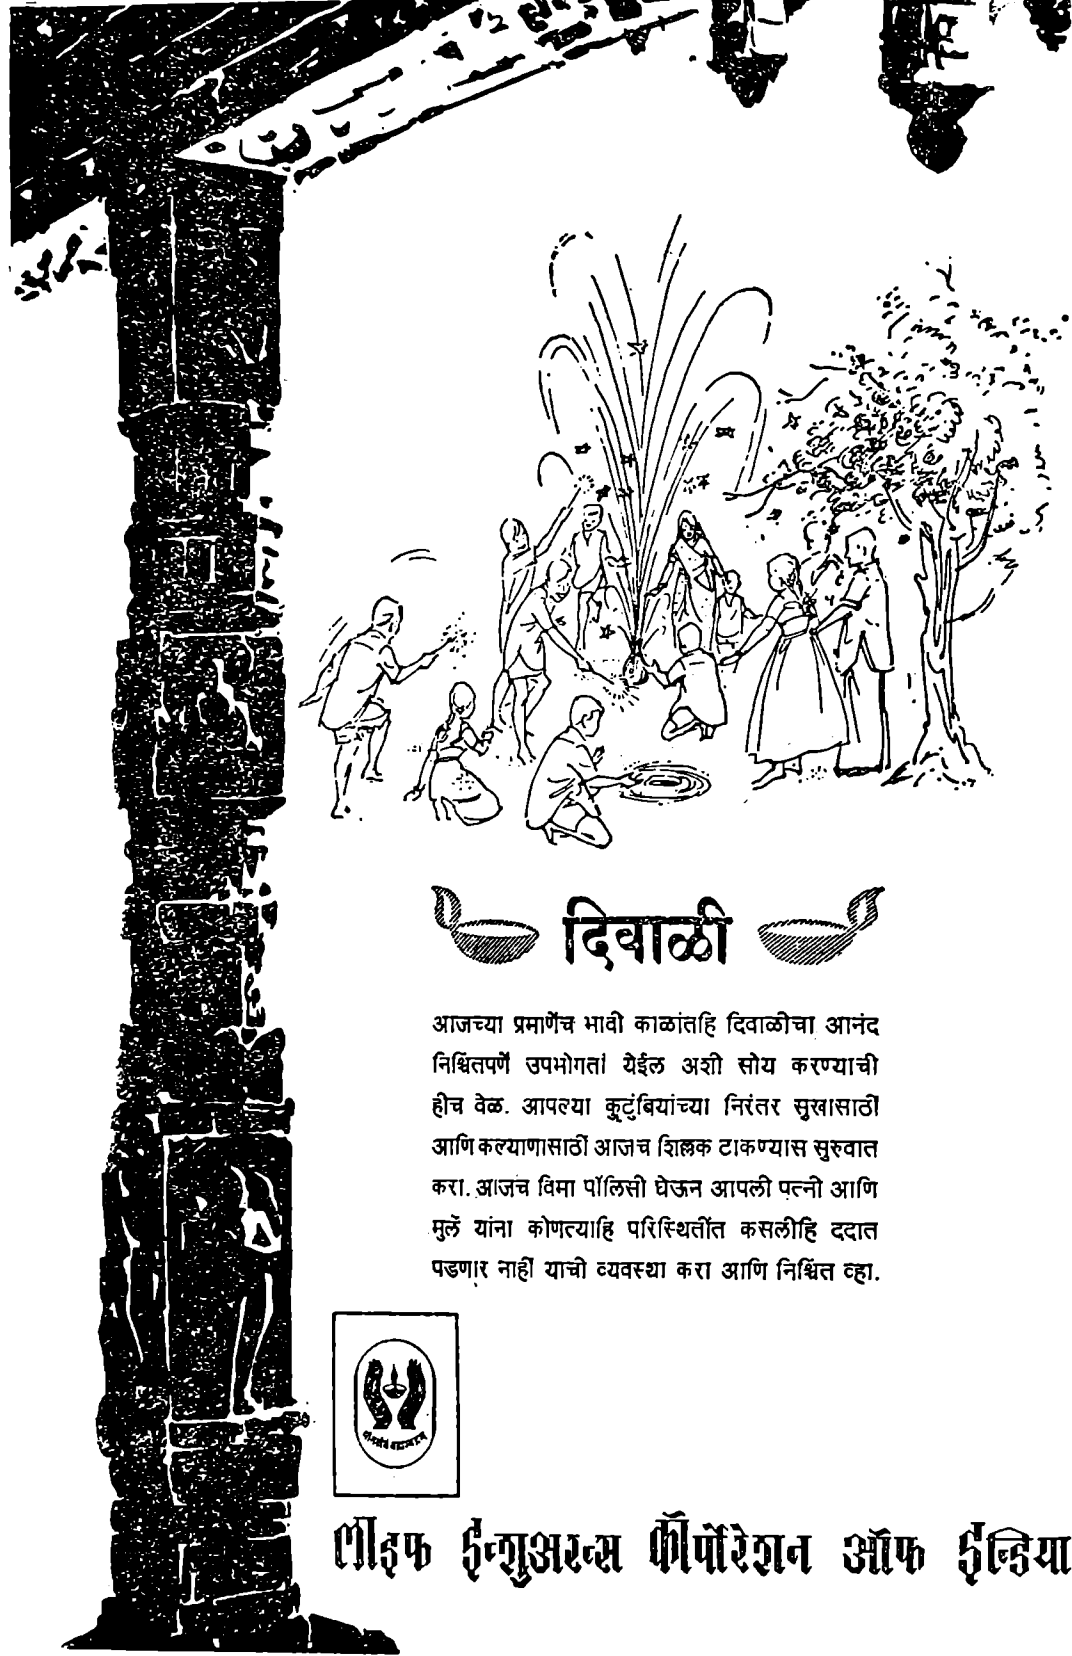 दिवाळी
आजच्या प्रमाणेंच भावी काळांतहि दिवाळीचा आनंद
निश्चिंतपणें उपभोगतां येईल अशी सोय करण्याची
हीच वेळ. आपल्या कुटुंबियांच्या निरंतर सुखासाठीं
आणि कल्याणासाठीं आजच शिल्लक टाकण्यास सुरुवात
करा. आजच विमा पॉलिसी घेऊन आपली पत्नी आणि
मुलें यांना कोणत्याहि परिस्थितींत कसलीहि ददात
पडणार नाहीं याची व्यवस्था करा आणि निश्चिंत व्हा.
लाइफ इन्शुअरन्स कॉर्पोरेशन ऑफ इन्डिया